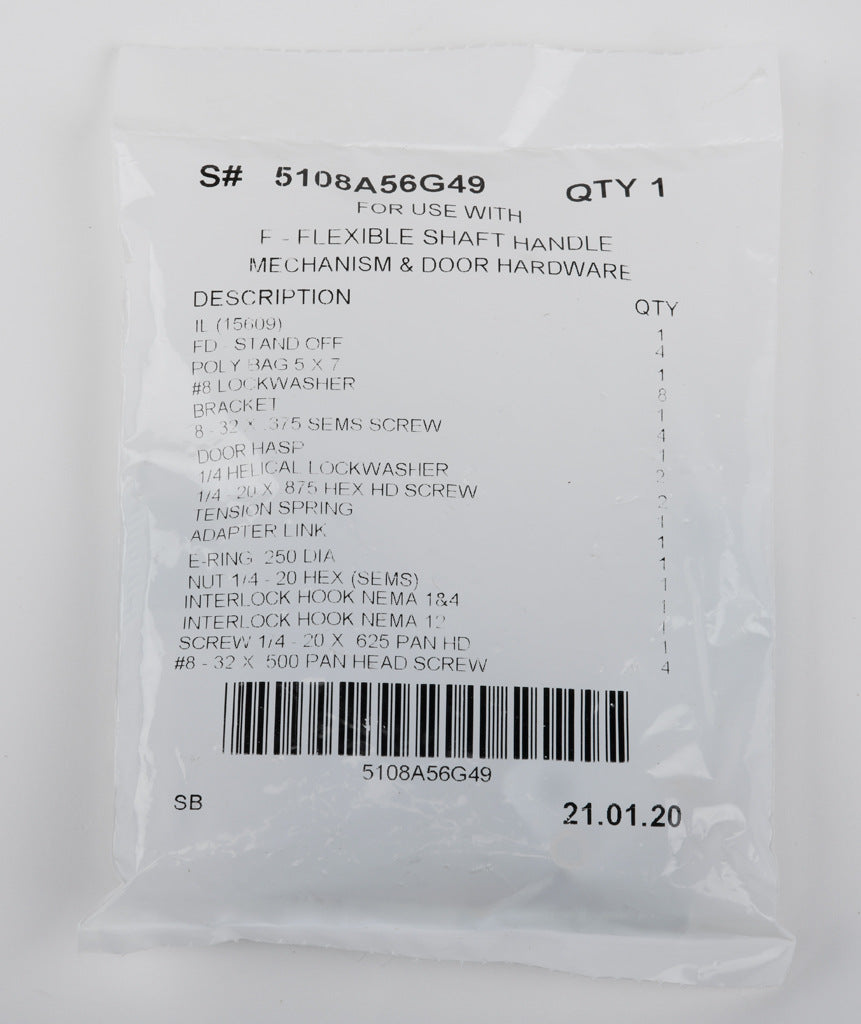 S# 5108A56G49 QTY 1
FOR USE WITH
F - FLEXIBLE SHAFT HANDLE
MECHANISM & DOOR HARDWARE
DESCRIPTION QTY
IL (15609) 1
FD - STAND OFF 4
POLY BAG 5 X 7 1
#8 LOCKWASHER 8
BRACKET 1
8 - 32 X .375 SEMS SCREW 4
DOOR HASP 1
1/4 HELICAL LOCKWASHER 2
1/4 - 20 X .875 HEX HD SCREW 2
TENSION SPRING 1
ADAPTER LINK 1
E-RING 250 DIA 1
NUT 1/4 - 20 HEX (SEMS) 1
INTERLOCK HOOK NEMA 1&4 1
INTERLOCK HOOK NEMA 12 1
SCREW 1/4 - 20 X 625 PAN HD 1
#8 - 32 X 500 PAN HEAD SCREW 4
5108A56G49
SB 21.01.20